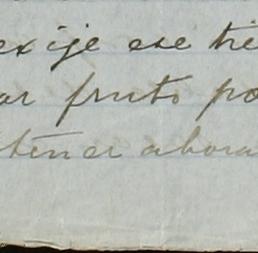 exije ese tie
ar fruto po
tener ahora